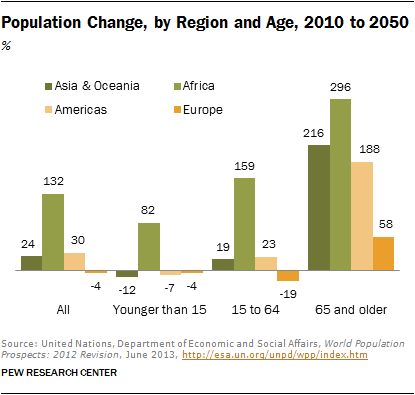 Population Change, by Region and Age, 2010 to 2050
%
Asia & Oceania
Africa
Americas
Europe
24
132
30
-4
-12
82
-7
-4
19
159
23
-19
216
296
188
58
All
Younger than 15
15 to 64
65 and older
Source: United Nations, Department of Economic and Social Affairs, World Population
Prospects: 2012 Revision, June 2013, http://esa.un.org/unpd/wpp/index.htm
PEW RESEARCH CENTER